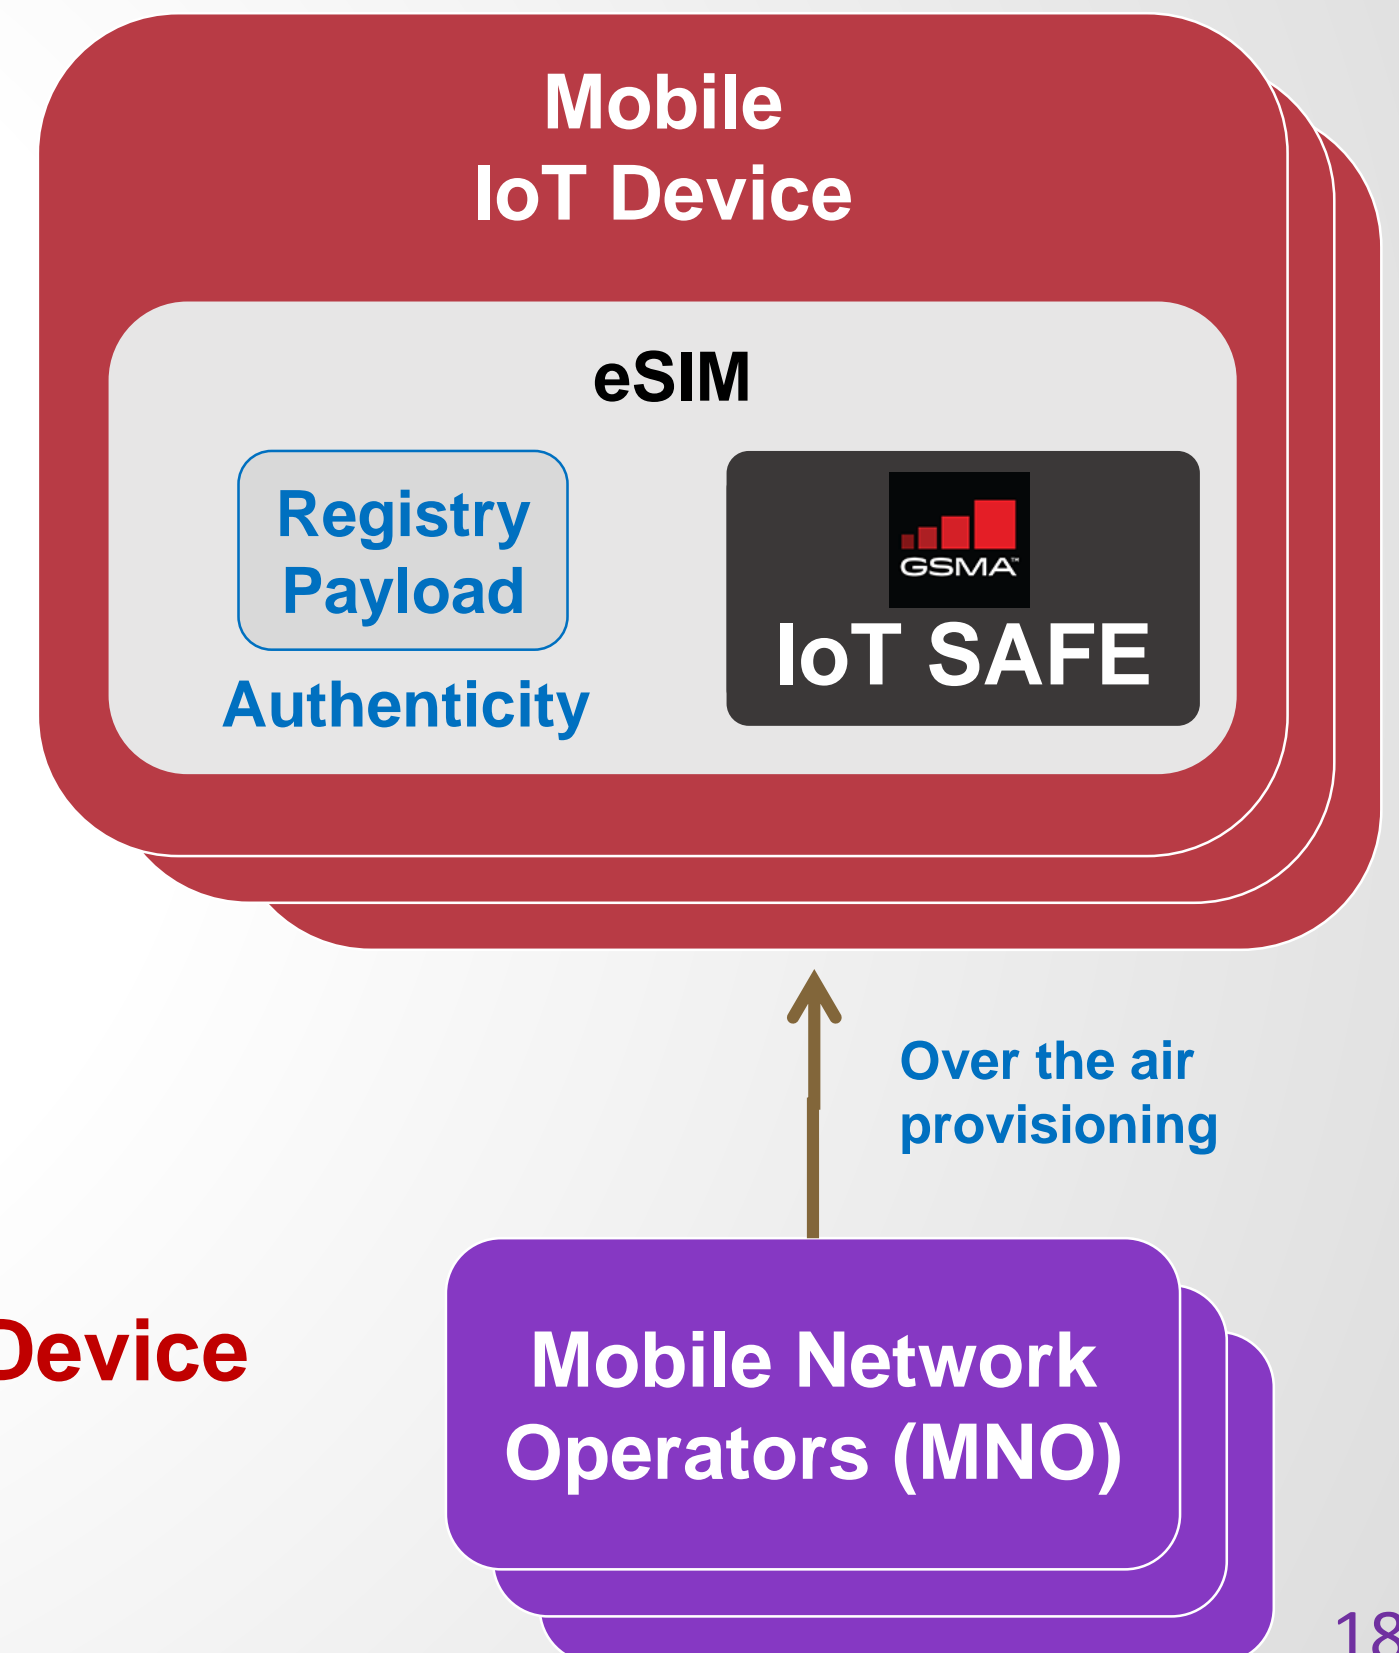 Mobile
IoT Device
eSIM
Registry
Payload
Authenticity
GSMA™
IoT SAFE
Over the air
provisioning
Device
Mobile Network
Operators (MNO)
18